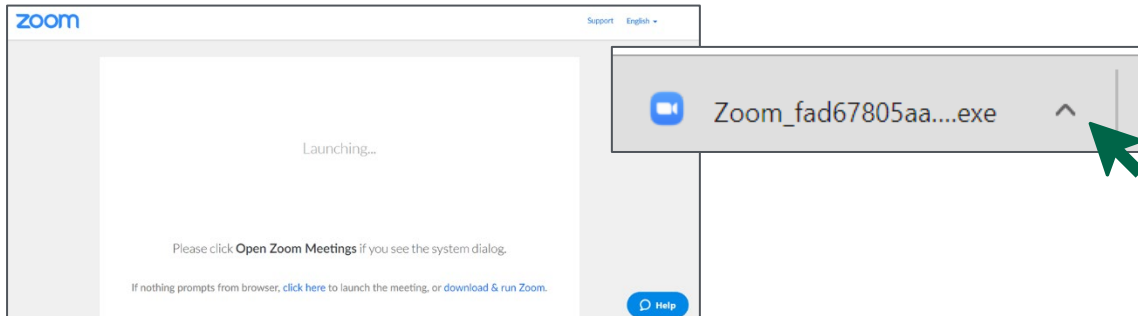 zoom
Support English
Zoom_fad67805aa....exe
Launching...
Please click Open Zoom Meetings if you see the system dialog.
If nothing prompts from browser, click here to launch the meeting, or download & run Zoom.
Help